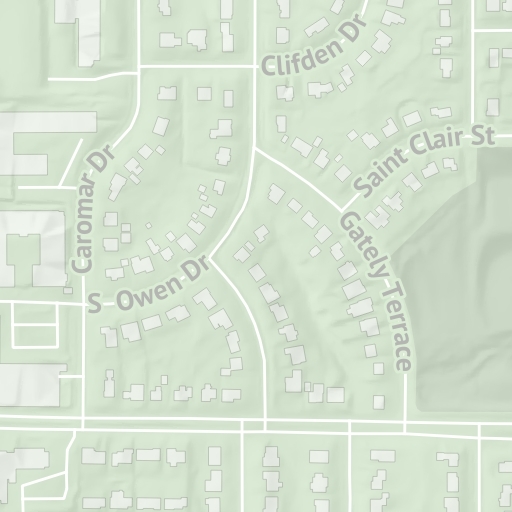 Clifden Dr
Saint Clair St
Caromar Dr
Gately Terrace
S Owen Dr